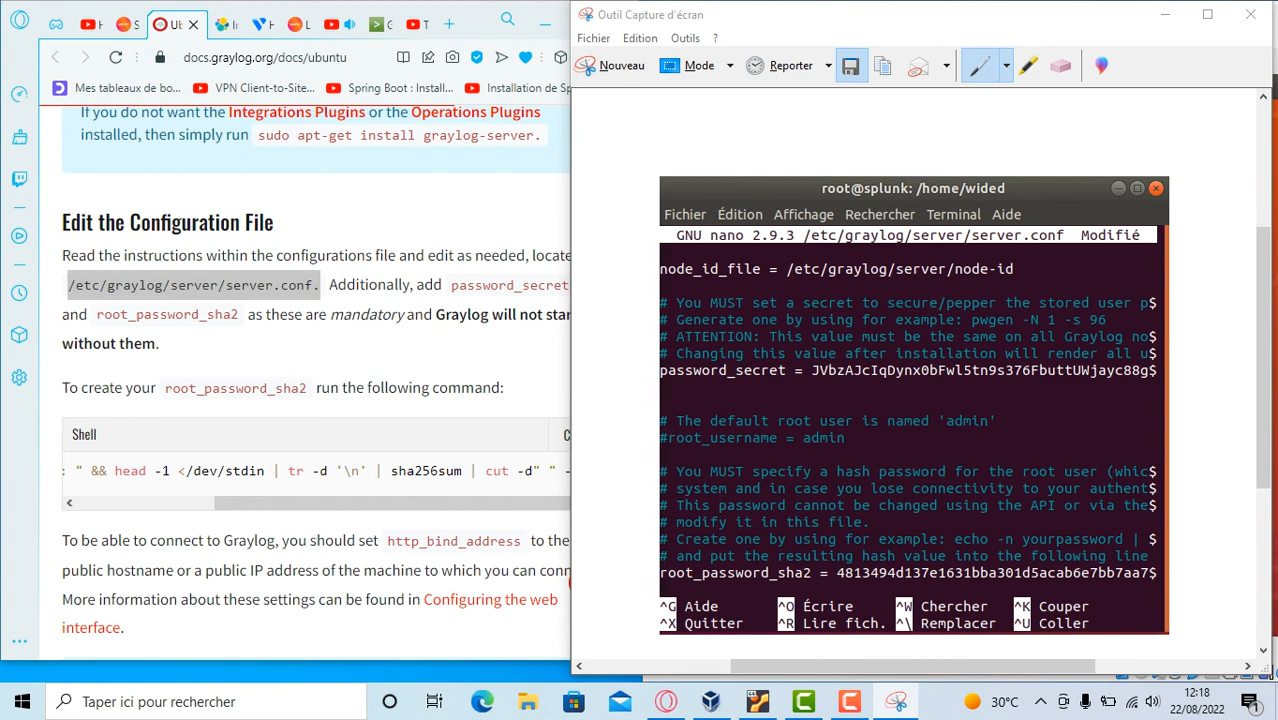 Ub
docs.graylog.org/docs/ubuntu
Mes tableaux de bo...
VPN Client-to-Site...
Spring Boot : Install...
Installation de Sp
If you do not want the Integrations Plugins or the Operations Plugins
installed, then simply run sudo apt-get install graylog-server.
Edit the Configuration File
Read the instructions within the configurations file and edit as needed, locate
/etc/graylog/server/server.conf. Additionally, add password_secret
and root_password_sha2 as these are mandatory and Graylog will not star
without them.
To create your root_password_sha2 run the following command:
Shell
C
: " && head -1 </dev/stdin | tr -d '\n' | sha256sum | cut -d" " -
To be able to connect to Graylog, you should set http_bind_address to the
public hostname or a public IP address of the machine to which you can conn
More information about these settings can be found in Configuring the web
interface.
Outil Capture d'écran
Fichier Edition Outils ?
Nouveau Mode Reporter
root@splunk: /home/wided
Fichier Édition Affichage Rechercher Terminal Aide
GNU nano 2.9.3 /etc/graylog/server/server.conf Modifié
node_id_file = /etc/graylog/server/node-id
# You MUST set a secret to secure/pepper the stored user p$
# Generate one by using for example: pwgen -N 1 -s 96
# ATTENTION: This value must be the same on all Graylog no$
# Changing this value after installation will render all u$
password_secret = JVbzAJcIqDynx0bFwl5tn9s376FbuttUWjayc88g$
# The default root user is named 'admin'
#root_username = admin
# You MUST specify a hash password for the root user (whic$
# system and in case you lose connectivity to your authent$
# This password cannot be changed using the API or via the$
# modify it in this file.
# Create one by using for example: echo -n yourpassword | $
# and put the resulting hash value into the following line
root_password_sha2 = 4813494d137e1631bba301d5acab6e7bb7aa7$
^G Aide ^O Écrire ^W Chercher ^K Couper
^X Quitter ^R Lire fich. ^\ Remplacer ^U Coller
Taper ici pour rechercher
30°C
12:18
22/08/2022